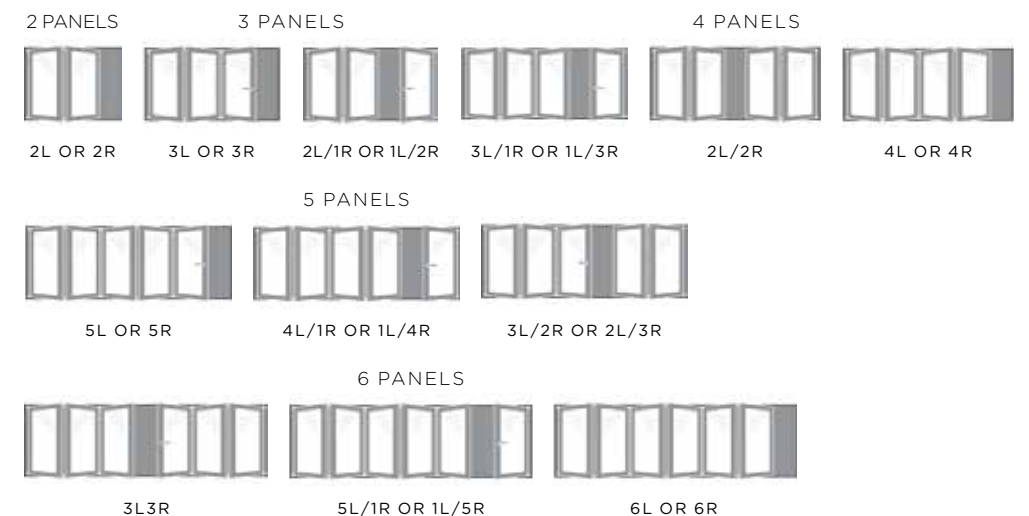 2 PANELS
3 PANELS
4 PANELS
2L OR 2R
3L OR 3R
2L/1R OR 1L/2R
3L/1R OR 1L/3R
2L/2R
4L OR 4R
5 PANELS
5L OR 5R
4L/1R OR 1L/4R
3L/2R OR 2L/3R
6 PANELS
3L3R
5L/1R OR 1L/5R
6L OR 6R